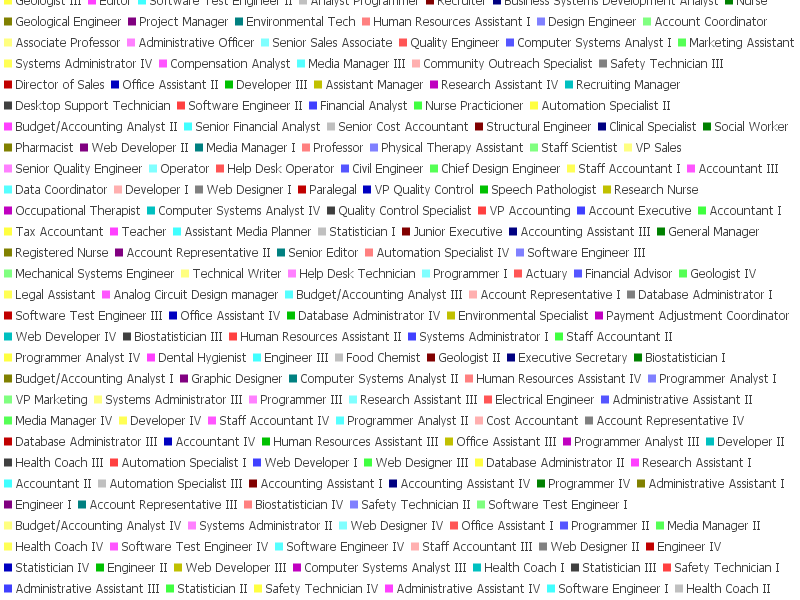 Geologist III Editor Software Test Engineer II Analyst Programmer Recruiter Business Systems Development Analyst Nurse
Geological Engineer Project Manager Environmental Tech Human Resources Assistant I Design Engineer Account Coordinator
Associate Professor Administrative Officer Senior Sales Associate Quality Engineer Computer Systems Analyst I Marketing Assistant
Systems Administrator IV Compensation Analyst Media Manager III Community Outreach Specialist Safety Technician III
Director of Sales Office Assistant II Developer III Assistant Manager Research Assistant IV Recruiting Manager
Desktop Support Technician Software Engineer II Financial Analyst Nurse Practicioner Automation Specialist II
Budget/Accounting Analyst II Senior Financial Analyst Senior Cost Accountant Structural Engineer Clinical Specialist Social Worker
Pharmacist Web Developer II Media Manager I Professor Physical Therapy Assistant Staff Scientist VP Sales
Senior Quality Engineer Operator Help Desk Operator Civil Engineer Chief Design Engineer Staff Accountant I Accountant III
Data Coordinator Developer I Web Designer I Paralegal VP Quality Control Speech Pathologist Research Nurse
Occupational Therapist Computer Systems Analyst IV Quality Control Specialist VP Accounting Account Executive Accountant I
Tax Accountant Teacher Assistant Media Planner Statistician I Junior Executive Accounting Assistant III General Manager
Registered Nurse Account Representative II Senior Editor Automation Specialist IV Software Engineer III
Mechanical Systems Engineer Technical Writer Help Desk Technician Programmer I Actuary Financial Advisor Geologist IV
Legal Assistant Analog Circuit Design manager Budget/Accounting Analyst III Account Representative I Database Administrator I
Software Test Engineer III Office Assistant IV Database Administrator IV Environmental Specialist Payment Adjustment Coordinator
Web Developer IV Biostatistician III Human Resources Assistant II Systems Administrator I Staff Accountant II
Programmer Analyst IV Dental Hygienist Engineer III Food Chemist Geologist II Executive Secretary Biostatistician I
Budget/Accounting Analyst I Graphic Designer Computer Systems Analyst II Human Resources Assistant IV Programmer Analyst I
VP Marketing Systems Administrator III Programmer III Research Assistant III Electrical Engineer Administrative Assistant II
Media Manager IV Developer IV Staff Accountant IV Programmer Analyst II Cost Accountant Account Representative IV
Database Administrator III Accountant IV Human Resources Assistant III Office Assistant III Programmer Analyst III Developer II
Health Coach III Automation Specialist I Web Developer I Web Designer III Database Administrator II Research Assistant I
Accountant II Automation Specialist III Accounting Assistant I Accounting Assistant IV Programmer IV Administrative Assistant I
Engineer I Account Representative III Biostatistician IV Safety Technician II Software Test Engineer I
Budget/Accounting Analyst IV Systems Administrator II Web Designer IV Office Assistant I Programmer II Media Manager II
Health Coach IV Software Test Engineer IV Software Engineer IV Staff Accountant III Web Designer II Engineer IV
Statistician IV Engineer II Web Developer III Computer Systems Analyst III Health Coach I Statistician III Safety Technician I
Administrative Assistant III Statistician II Safety Technician IV Administrative Assistant IV Software Engineer I Health Coach II